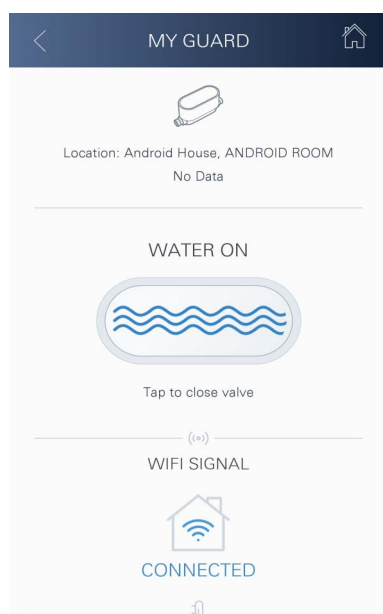 MY GUARD
Location: Android House, ANDROID ROOM
No Data
WATER ON
Tap to close valve
WIFI SIGNAL
CONNECTED